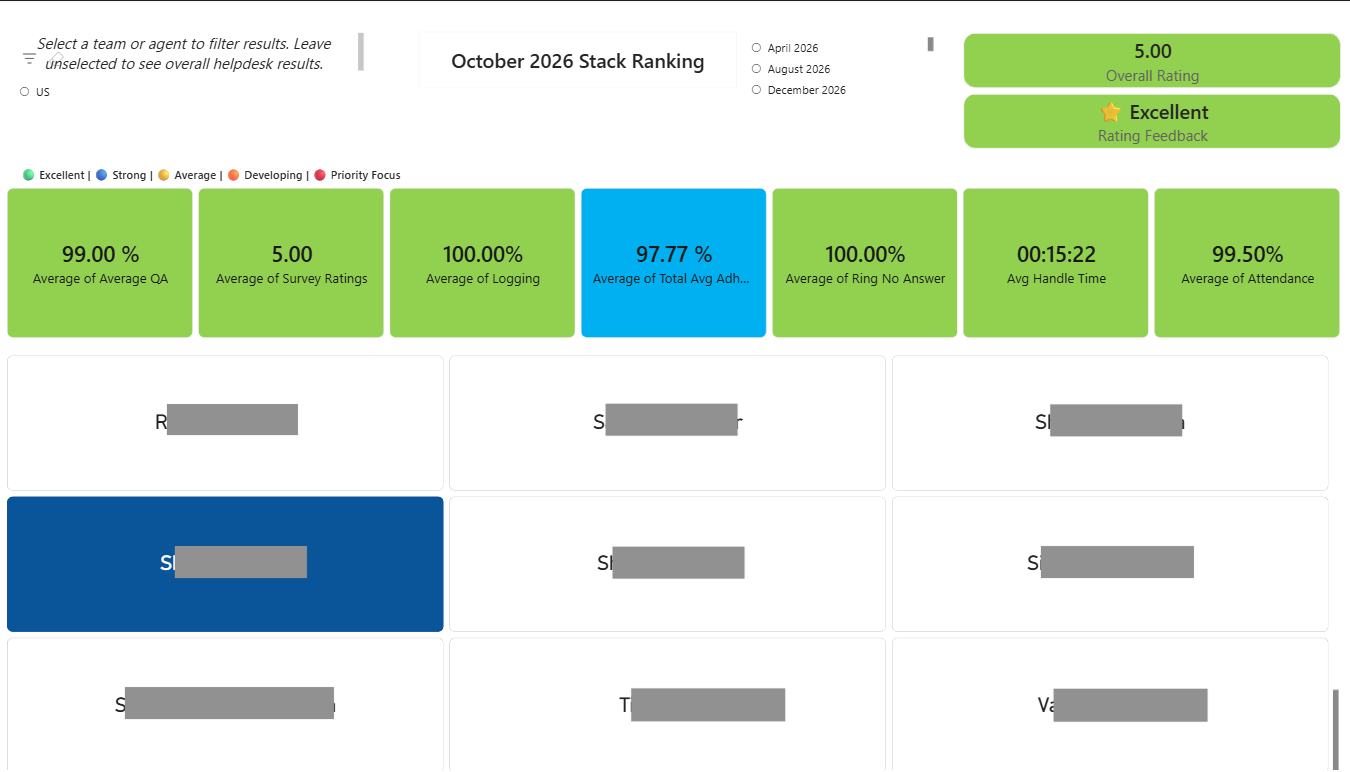 Select a team or agent to filter results. Leave
unselected to see overall helpdesk results.
US
October 2026 Stack Ranking
April 2026
August 2026
December 2026
5.00
Overall Rating
⭐ Excellent
Rating Feedback
Excellent | Strong | Average | Developing | Priority Focus
99.00 %
Average of Average QA
5.00
Average of Survey Ratings
100.00%
Average of Logging
97.77 %
Average of Total Avg Adh...
100.00%
Average of Ring No Answer
00:15:22
Avg Handle Time
99.50%
Average of Attendance